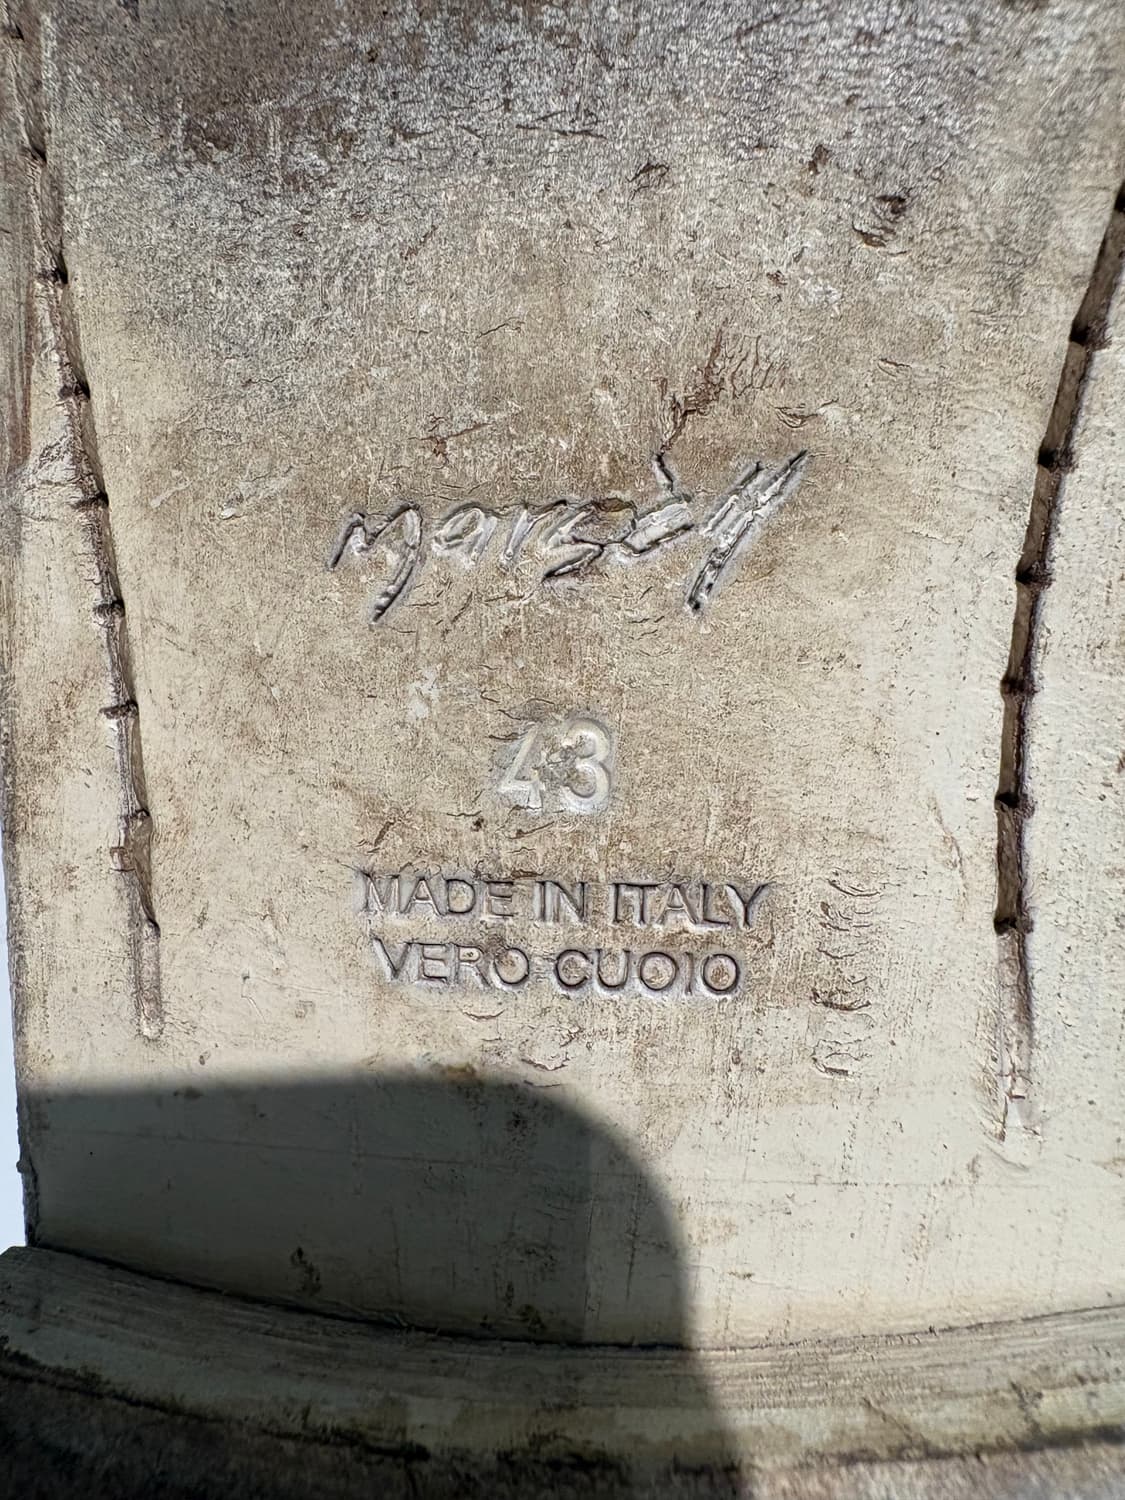 marsèll
43
MADE IN ITALY
VERO CUOIO